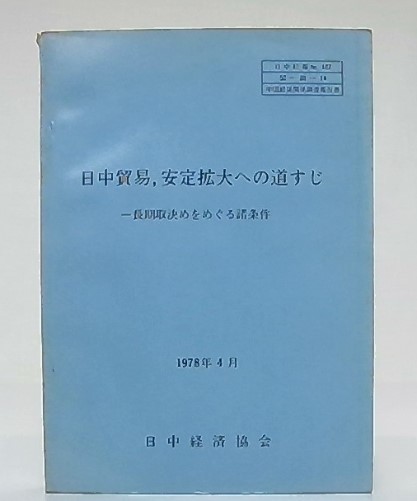 日中貿易,安定拡大への道すじ
―長期取決めをめぐる諸条件
1978年4月
日中経済協会